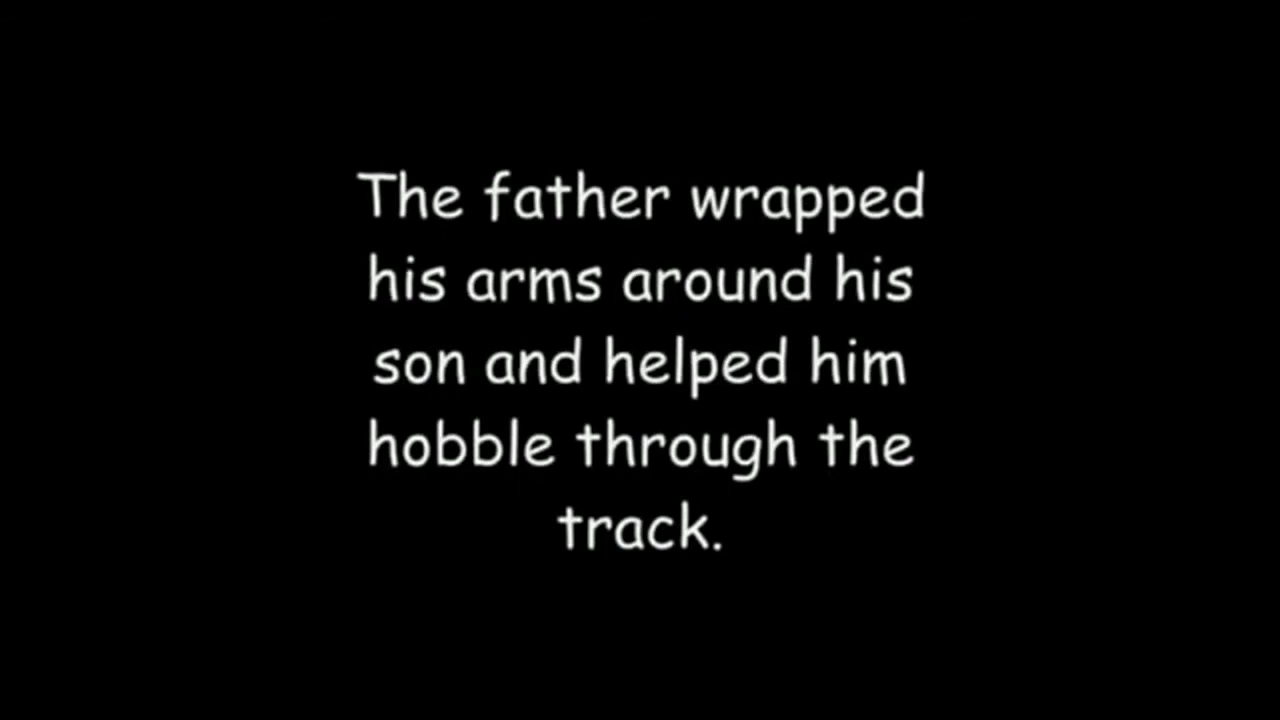 The father wrapped
his arms around his
son and helped him
hobble through the
track.